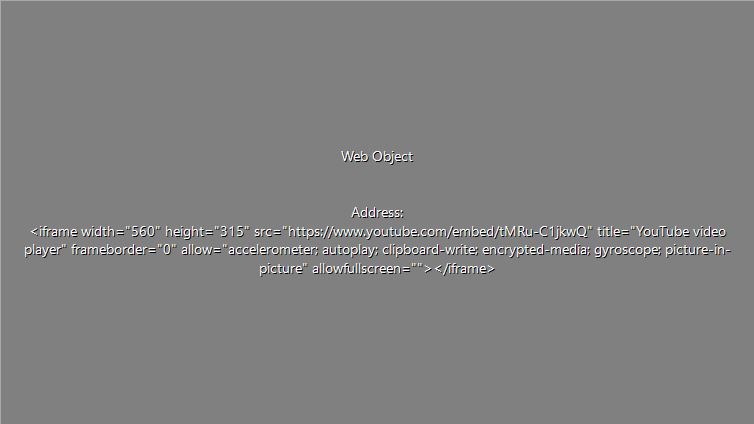 Web Object
Address:
<iframe width="560" height="315" src="https://www.youtube.com/embed/tMRu-C1jkwQ" title="YouTube video
player" frameborder="0" allow="accelerometer; autoplay; clipboard-write; encrypted-media; gyroscope; picture-in-
picture" allowfullscreen=""></iframe>